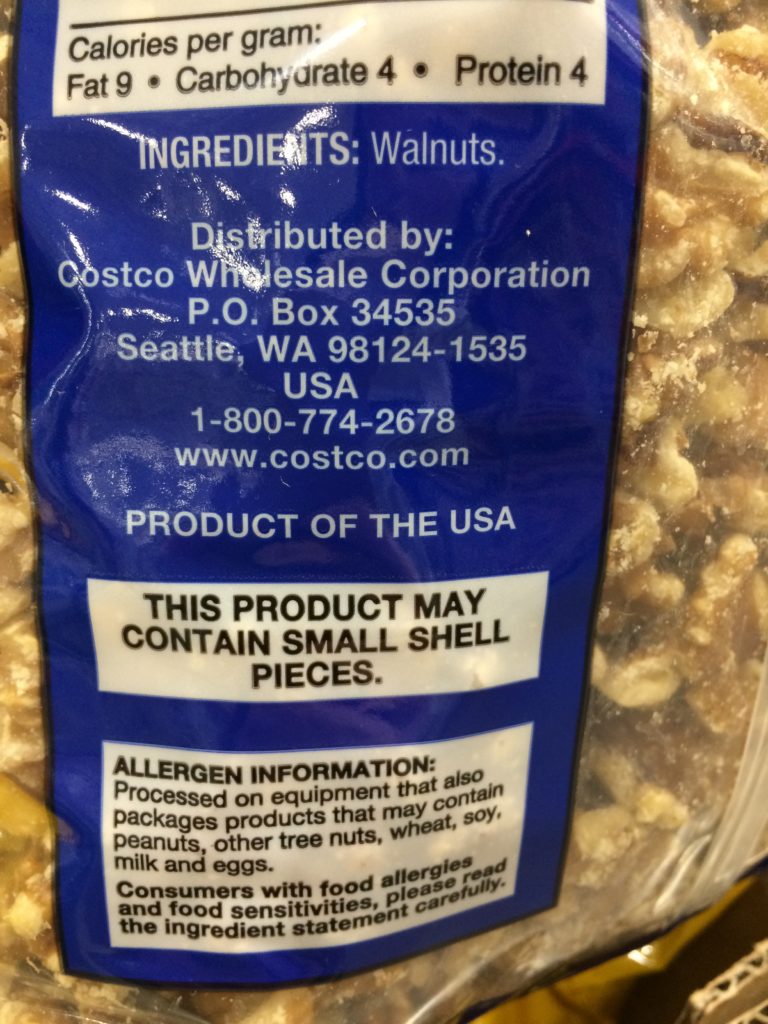 Calories per gram:
Fat 9 • Carbohydrate 4 • Protein 4
INGREDIENTS: Walnuts.
Distributed by:
Costco Wholesale Corporation
P.O. Box 34535
Seattle, WA 98124-1535
USA
1-800-774-2678
www.costco.com
PRODUCT OF THE USA
THIS PRODUCT MAY
CONTAIN SMALL SHELL
PIECES.
ALLERGEN INFORMATION:
Processed on equipment that also
packages products that may contain
peanuts, other tree nuts, wheat, soy,
milk and eggs.
Consumers with food allergies
and food sensitivities, please read
the ingredient statement carefully.